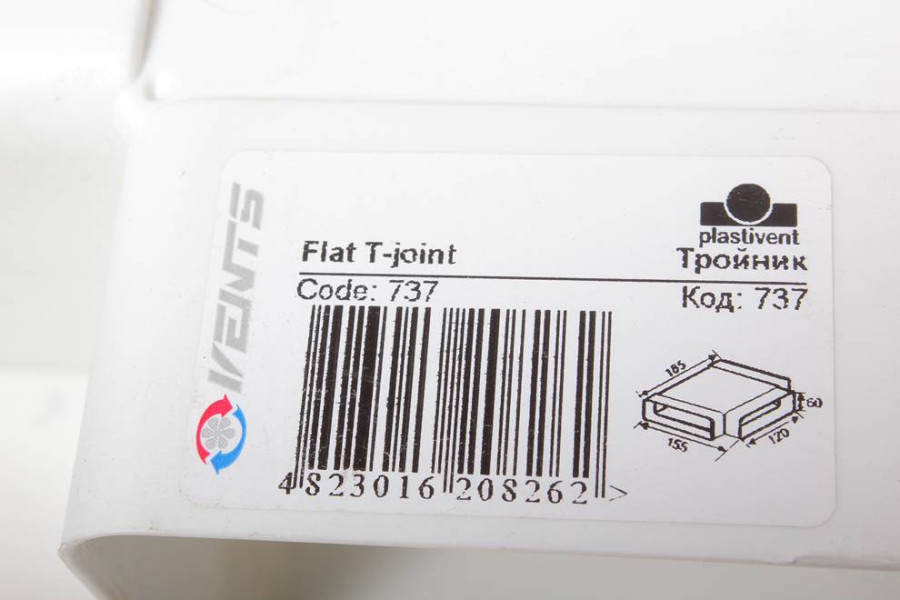 VENTS
plastivent
Flat T-joint
Тройник
Code: 737
Код: 737
185
60
155
120
4 823016 208262 >